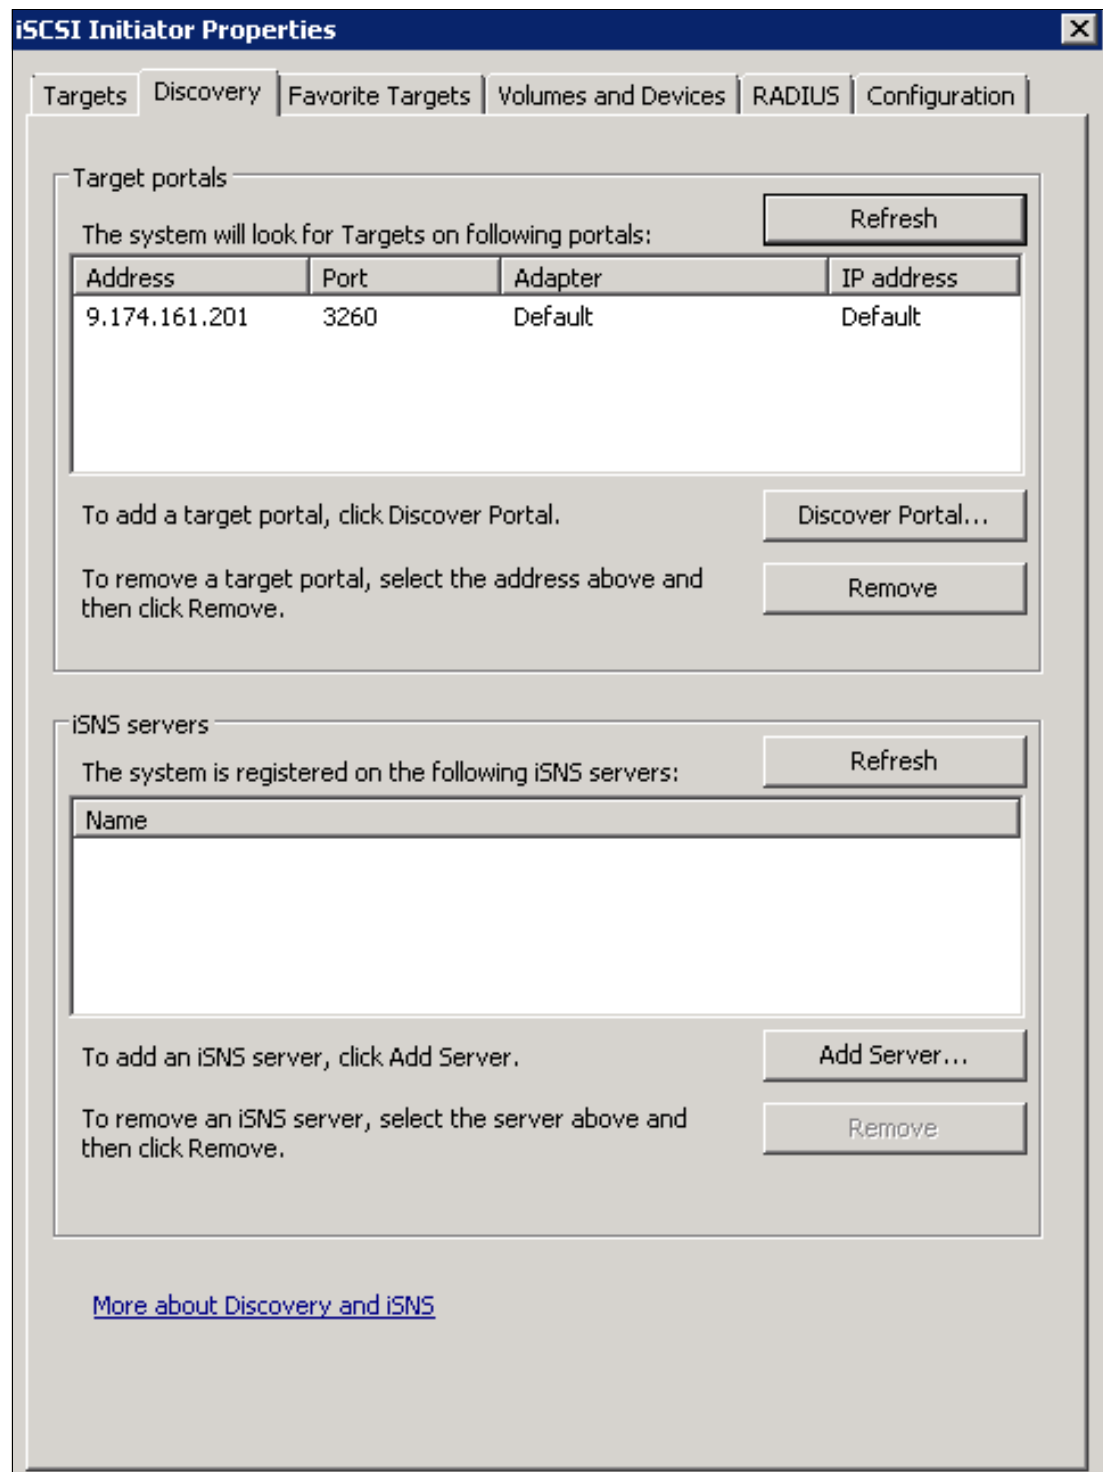 iSCSI Initiator Properties
Targets Discovery Favorite Targets Volumes and Devices RADIUS Configuration
Target portals
The system will look for Targets on following portals: Refresh
Address Port Adapter IP address
9.174.161.201 3260 Default Default
To add a target portal, click Discover Portal. Discover Portal...
To remove a target portal, select the address above and
then click Remove. Remove
iSNS servers
The system is registered on the following iSNS servers: Refresh
Name
To add an iSNS server, click Add Server. Add Server...
To remove an iSNS server, select the server above and
then click Remove. Remove
More about Discovery and iSNS